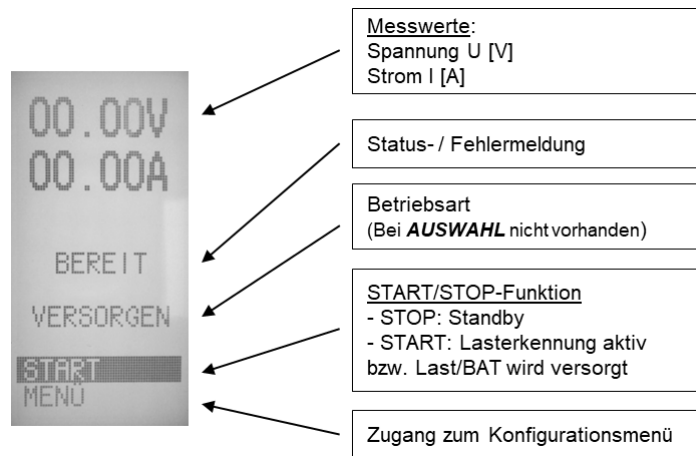 Messwerte:
Spannung U [V]
Strom I [A]
00.00V
00.00A
Status- / Fehlermeldung
Betriebsart
(Bei AUSWAHL nicht vorhanden)
BEREIT
VERSORGEN
START/STOP-Funktion
- STOP: Standby
- START: Lasterkennung aktiv
bzw. Last/BAT wird versorgt
START
MENÜ
Zugang zum Konfigurationsmenü